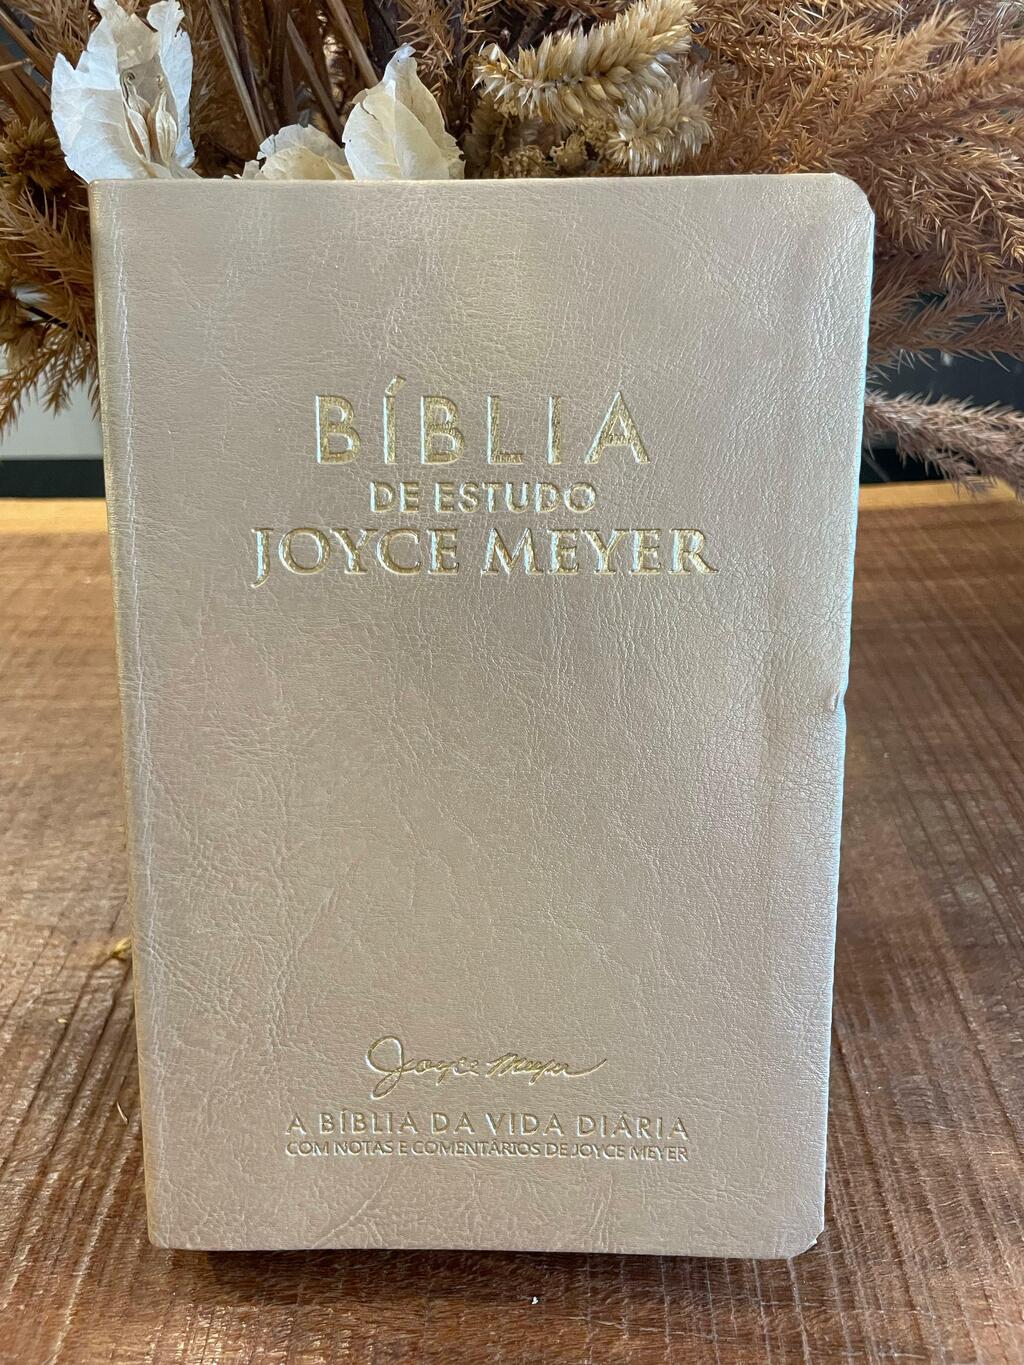 BÍBLIA
DE ESTUDO
JOYCE MEYER
Joyce Meyer
A BÍBLIA DA VIDA DIÁRIA
COM NOTAS E COMENTÁRIOS DE JOYCE MEYER